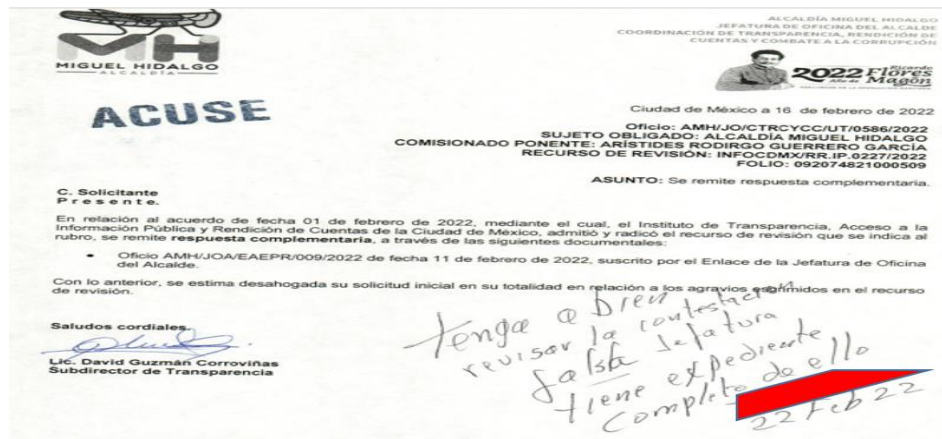 MH
MIGUEL HIDALGO
ALCALDÍA
ALCALDÍA MIGUEL HIDALGO
JEFATURA DE OFICINA DEL ALCALDE
COORDINACIÓN DE TRANSPARENCIA, RENDICIÓN DE
CUENTAS Y COMBATE A LA CORRUPCIÓN
2022 Ricardo Flores
Año de Magón
ACUSE
Ciudad de México a 16 de febrero de 2022
Oficio: AMH/JO/CTRCYCC/UT/0586/2022
SUJETO OBLIGADO: ALCALDÍA MIGUEL HIDALGO
COMISIONADO PONENTE: ARÍSTIDES RODIRGO GUERRERO GARCÍA
RECURSO DE REVISIÓN: INFOCDMX/RR.IP.0227/2022
FOLIO: 092074821000509
ASUNTO: Se remite respuesta complementaria.
C. Solicitante
P r e s e n t e.
En relación al acuerdo de fecha 01 de febrero de 2022, mediante el cual, el Instituto de Transparencia, Acceso a la
Información Pública y Rendición de Cuentas de la Ciudad de México, admitió y radicó el recurso de revisión que se indica al
rubro, se remite respuesta complementaria, a través de las siguientes documentales:
• Oficio AMH/JOA/EAEPR/009/2022 de fecha 11 de febrero de 2022, suscrito por el Enlace de la Jefatura de Oficina
del Alcalde.
Con lo anterior, se estima desahogada su solicitud inicial en su totalidad en relación a los agravios esgrimidos en el recurso
de revisión.
Saludos cordiales.
Lic. David Guzmán Corroviñas
Subdirector de Transparencia
tenga a bien
revisar la contestación
falsa Jefatura
tiene expediente
completo de ello
22 Feb 22